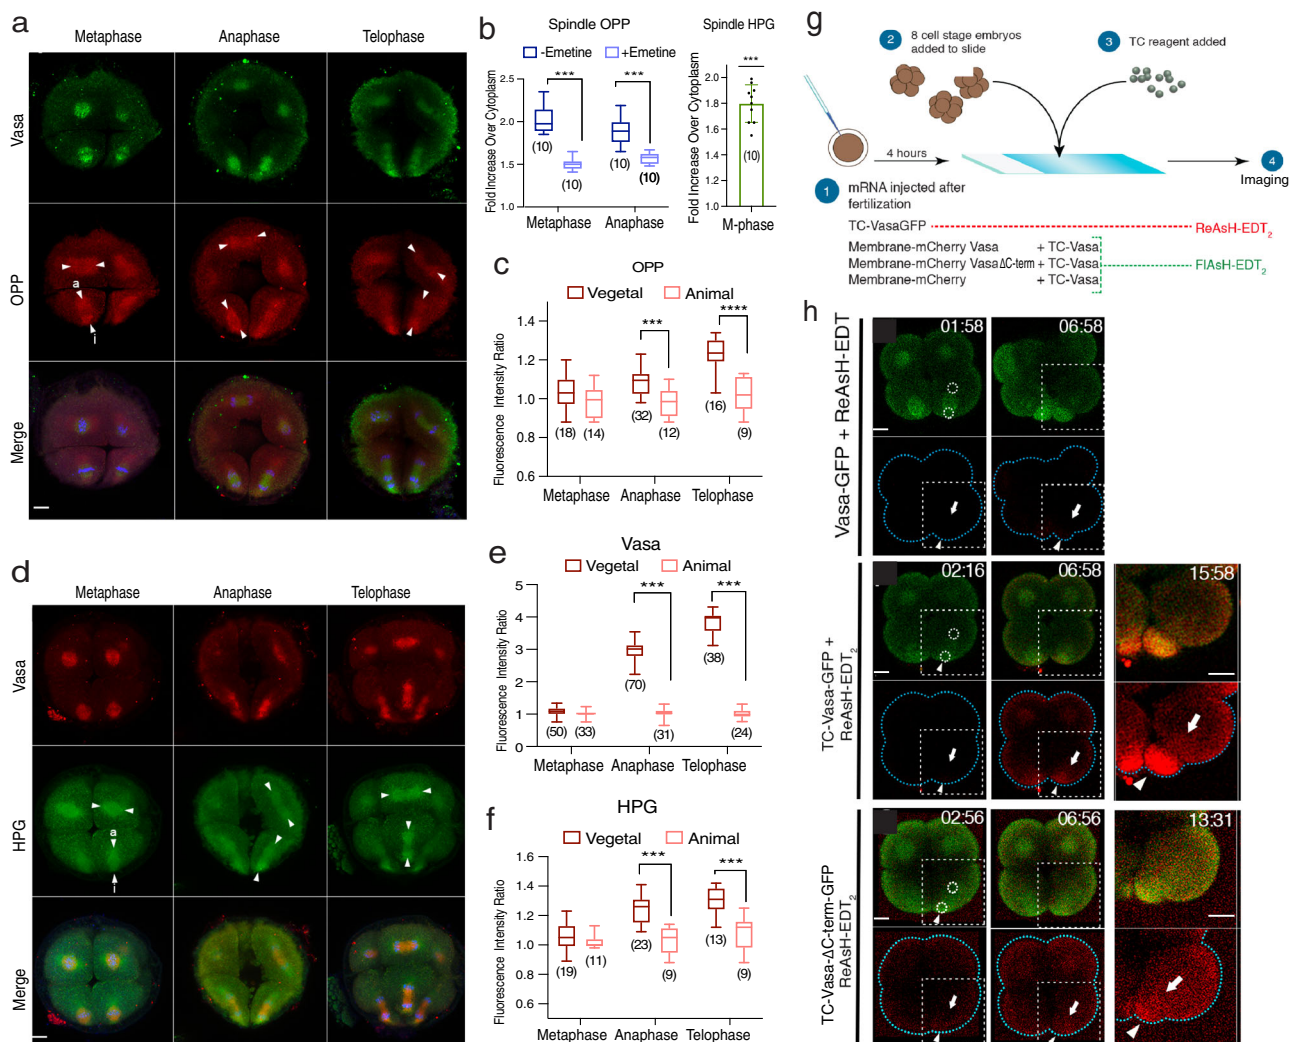 a
Metaphase Anaphase Telophase
Vasa
OPP
a
i
Merge
b
Spindle OPP
-Emetine +Emetine
Fold Increase Over Cytoplasm
2.5
2.0
1.5
1.0
***
***
(10)
(10)
(10)
(10)
Metaphase Anaphase
Spindle HPG
***
Fold Increase Over Cytoplasm
2.0
1.8
1.6
1.4
1.2
1.0
(10)
M-phase
c
OPP
Vegetal Animal
Fluorescence Intensity Ratio
1.4
1.2
1.0
0.8
0.6
***
****
(18) (14) (32) (12) (16) (9)
Metaphase Anaphase Telophase
d
Metaphase Anaphase Telophase
Vasa
HPG
a
i
Merge
e
Vasa
Vegetal Animal
Fluorescence Intensity Ratio
5
4
3
2
1
0
***
***
(50) (33) (70) (31) (38) (24)
Metaphase Anaphase Telophase
f
HPG
Vegetal Animal
Fluorescence Intensity Ratio
1.6
1.4
1.2
1.0
0.8
0.6
***
***
(19) (11) (23) (9) (13) (9)
Metaphase Anaphase Telophase
g
2 8 cell stage embryos
added to slide
3 TC reagent added
4 hours
4
Imaging
1 mRNA injected after
fertilization
TC-VasaGFP ReAsH-EDT2
Membrane-mCherry Vasa + TC-Vasa
Membrane-mCherry Vasa ΔC-term + TC-Vasa
Membrane-mCherry + TC-Vasa
FlAsH-EDT2
h
Vasa-GFP + ReAsH-EDT
01:58 06:58
TC-Vasa-GFP +
ReAsH-EDT2
02:16 06:58 15:58
TC-Vasa-ΔC-term-GFP
ReAsH-EDT2
02:56 06:56 13:31